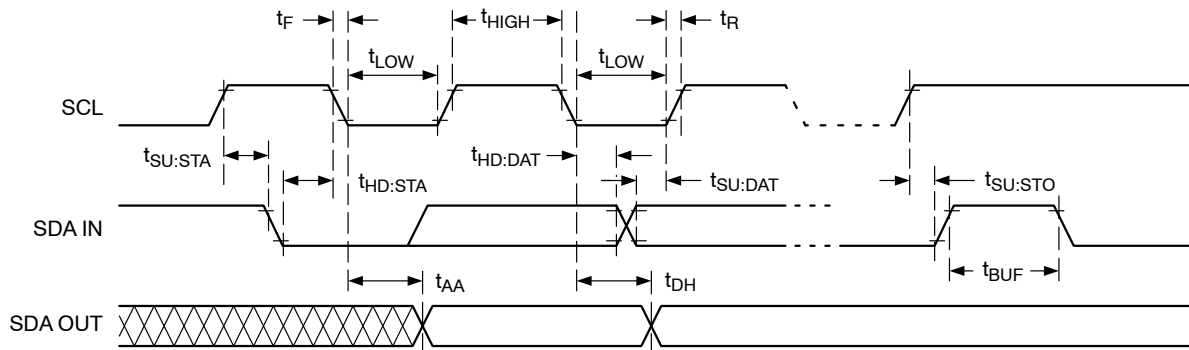 tF
tHIGH
tR
tLOW
tLOW
SCL
tSU:STA
tHD:STA
tHD:DAT
tSU:DAT
tSU:STO
SDA IN
tBUF
tAA
tDH
SDA OUT